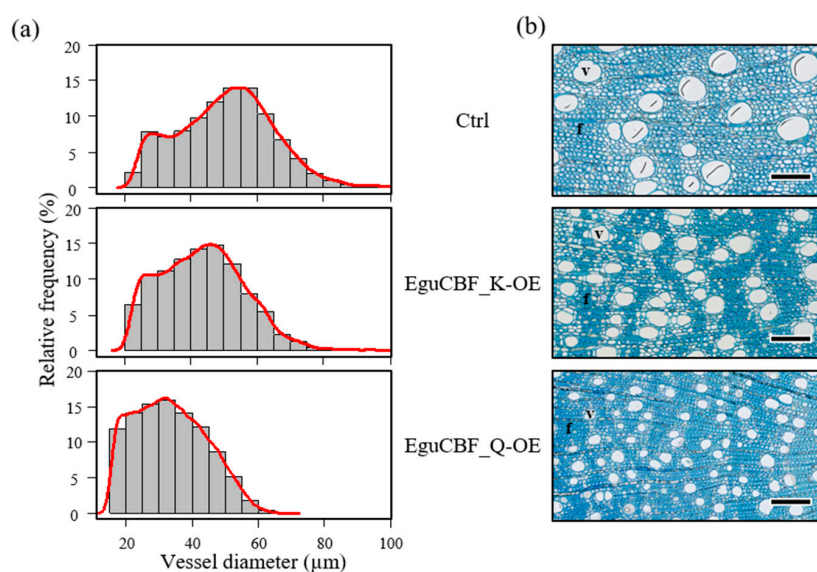 (a)
(b)
20
15
10
5
0
Ctrl
v
f
20
15
10
5
0
EguCBF_K-OE
v
f
20
15
10
5
0
EguCBF_Q-OE
v
f
Relative frequency (%)
20 40 60 80 100
Vessel diameter (µm)